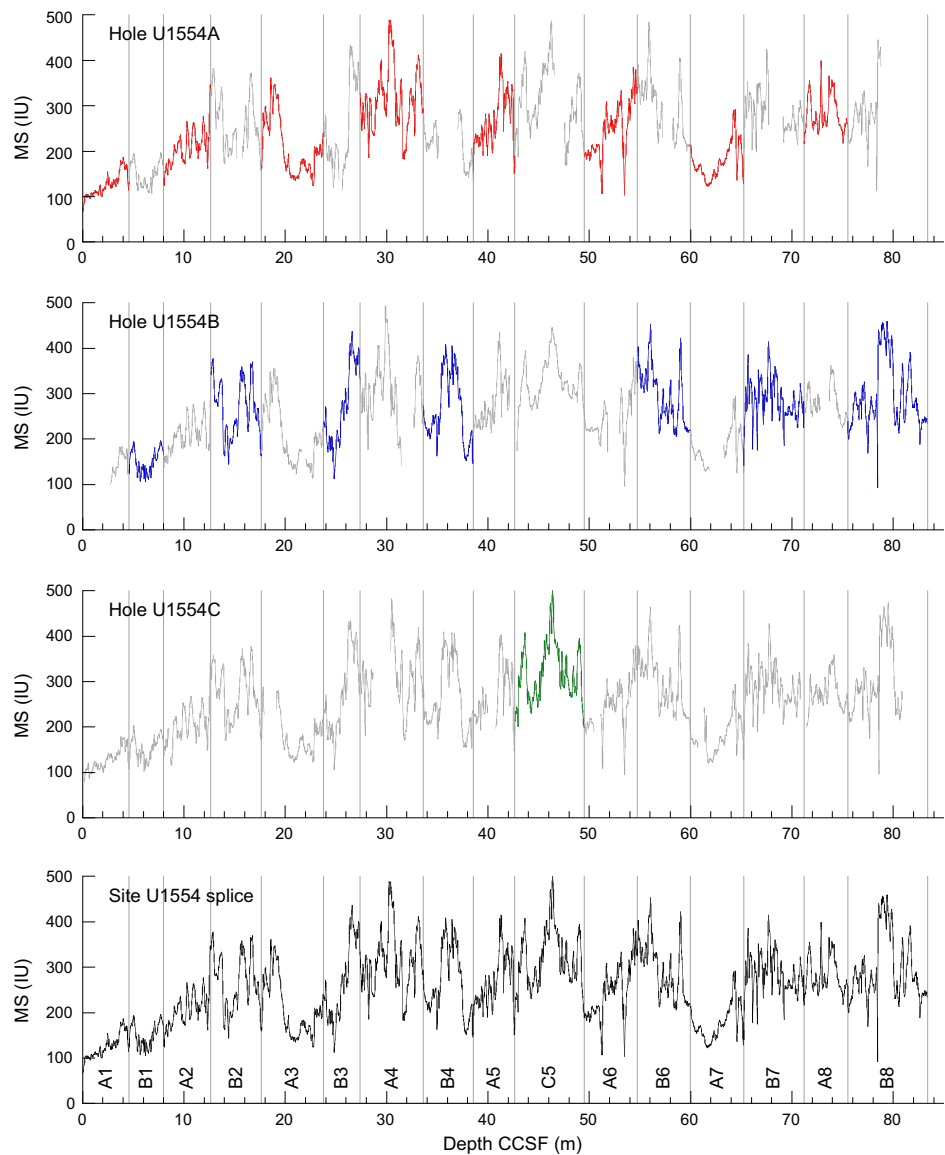 Hole U1554A
MS (IU)
500
400
300
200
100
0
0 10 20 30 40 50 60 70 80
Hole U1554B
MS (IU)
500
400
300
200
100
0
0 10 20 30 40 50 60 70 80
Hole U1554C
MS (IU)
500
400
300
200
100
0
0 10 20 30 40 50 60 70 80
Site U1554 splice
MS (IU)
500
400
300
200
100
0
A1 B1 A2 B2 A3 B3 A4 B4 A5 C5 A6 B6 A7 B7 A8 B8
0 10 20 30 40 50 60 70 80
Depth CCSF (m)